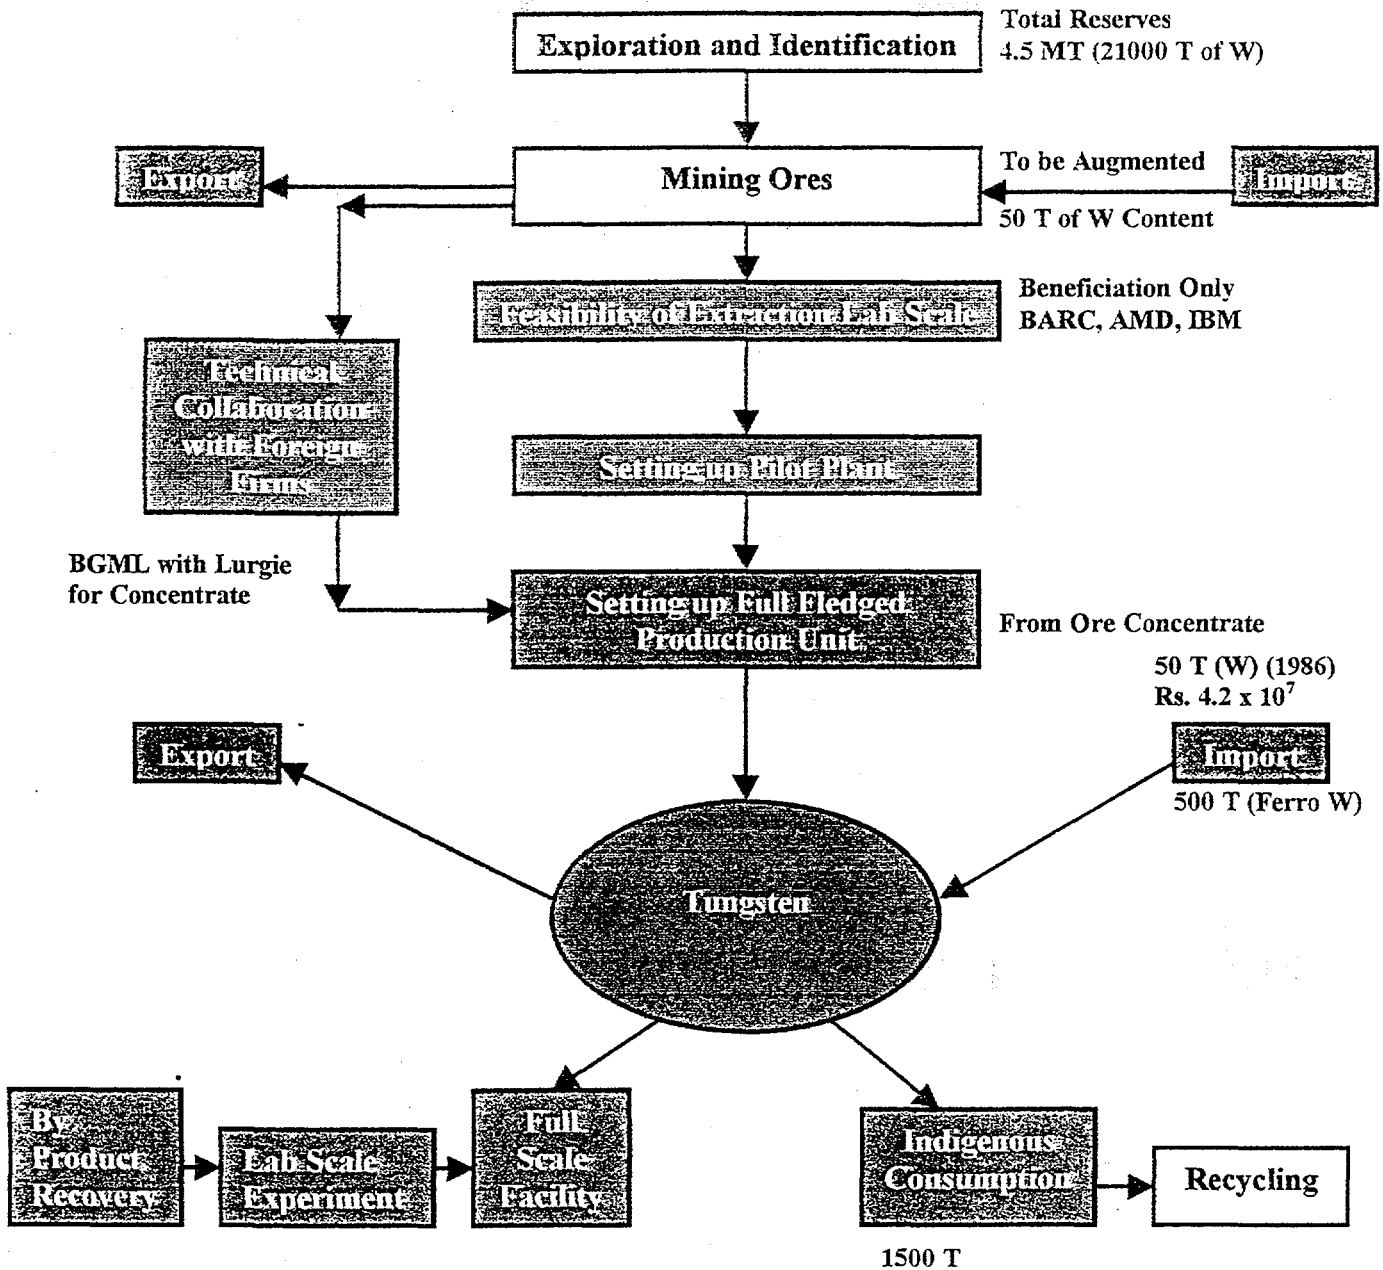 Exploration and Identification
Total Reserves
4.5 MT (21000 T of W)
Export
Mining Ores
To be Augmented
50 T of W Content
Import
Feasibility of Extraction Lab Scale
Beneficiation Only
BARC, AMD, IBM
Technical
Collaboration
with Foreign
Firms
Setting up Pilot Plant
BGML with Lurgie
for Concentrate
Setting up Full Fledged
Production Unit
From Ore Concentrate
50 T (W) (1986)
Rs. 4.2 x 10⁷
Export
Import
500 T (Ferro W)
Tungsten
By
Product
Recovery
Lab Scale
Experiment
Full
Scale
Facility
Indigenous
Consumption
Recycling
1500 T